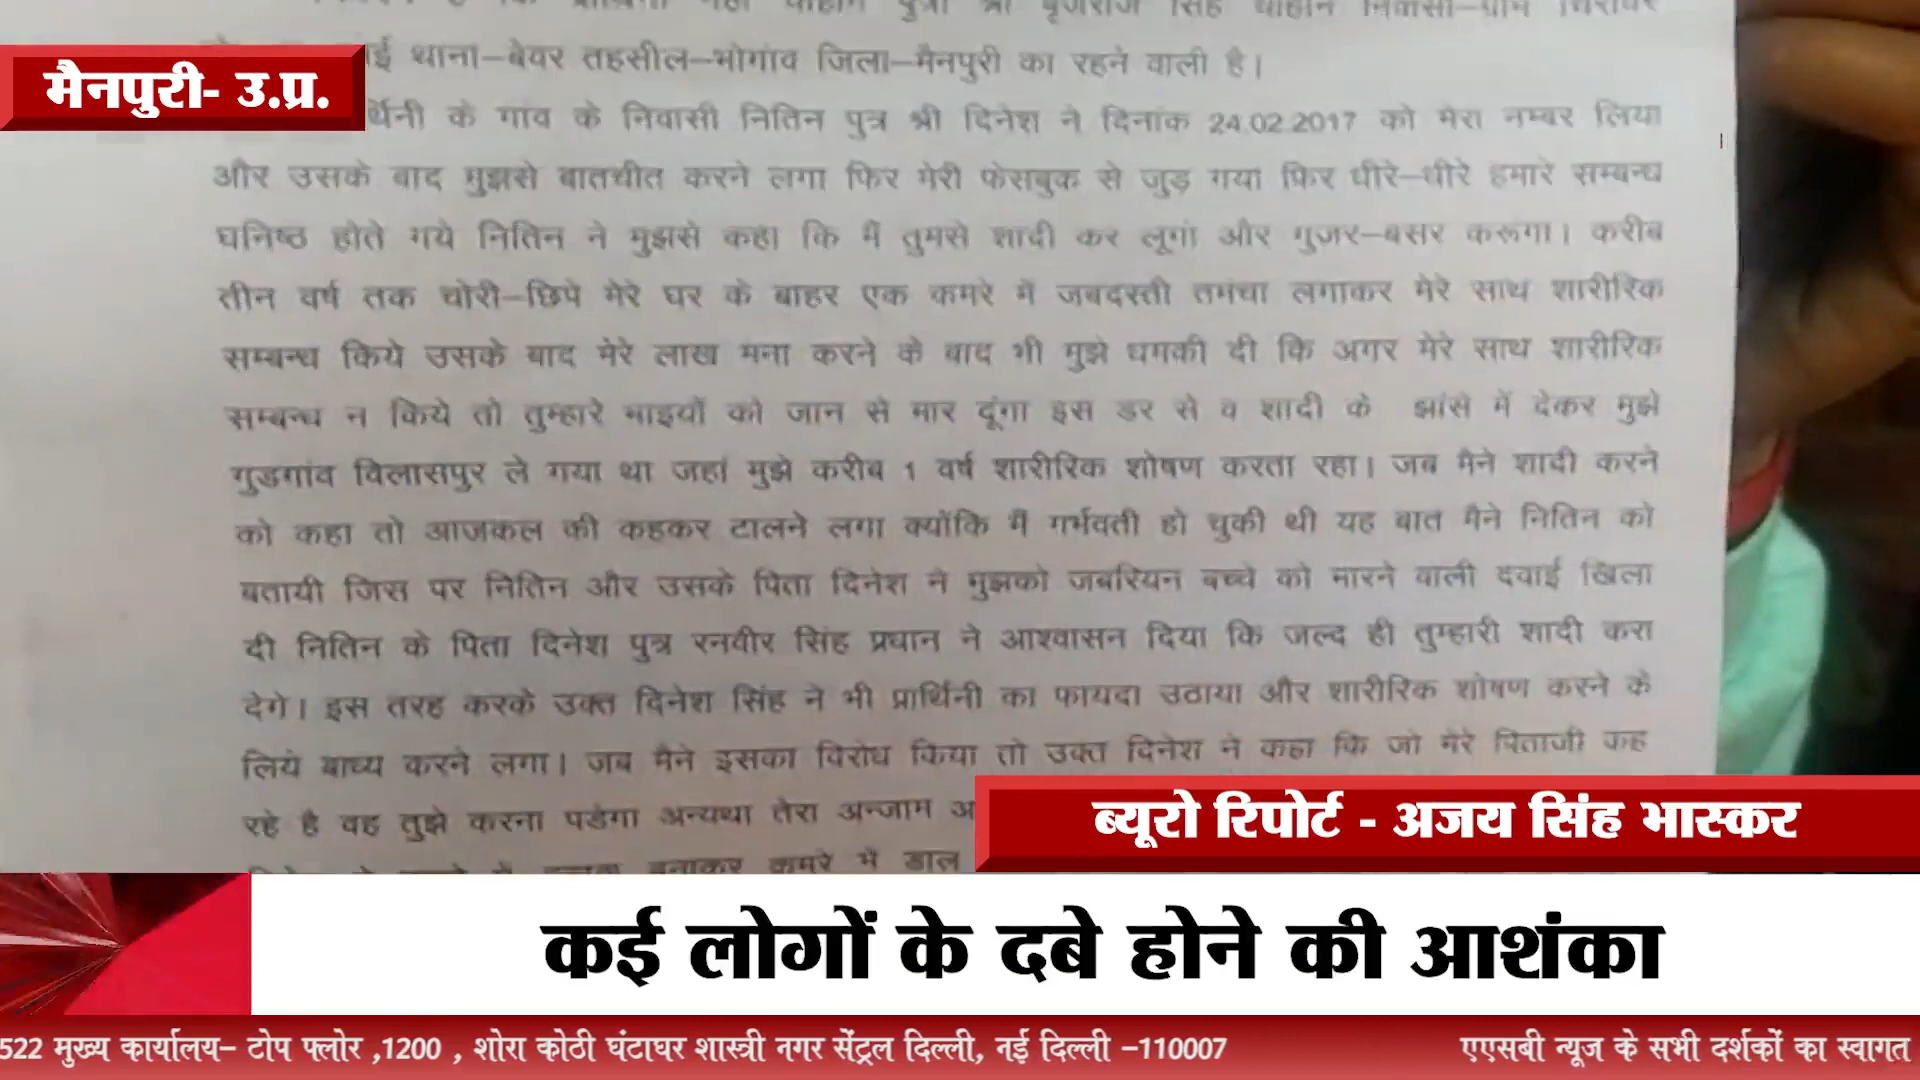 सिंह चौहान निवासी–ग्राम
थाना–बेवर तहसील–भोगांव जिला–मैनपुरी का रहने वाली है।
मैनपुरी- उ.प्र.
र्थिनी के गांव के निवासी नितिन पुत्र श्री दिनेश ने दिनांक 24.02.2017 को मेरा नम्बर लिया
और उसके बाद मुझसे बातचीत करने लगा फिर मेरी फेसबुक से जुड़ गया फिर धीरे–धीरे हमारे सम्बन्ध
घनिष्ठ होते गये नितिन ने मुझसे कहा कि मैं तुमसे शादी कर लूगां और गुजर–बसर करूंगा। करीब
तीन वर्ष तक चोरी–छिपे मेरे घर के बाहर एक कमरे में जबदस्ती तमंचा लगाकर मेरे साथ शारीरिक
सम्बन्ध किये उसके बाद मेरे लाख मना करने के बाद भी मुझे धमकी दी कि अगर मेरे साथ शारीरिक
सम्बन्ध न किये तो तुम्हारे भाइयों को जान से मार दूंगा इस डर से व शादी के झांसे में देकर मुझे
गुडगांव विलासपुर ले गया था जहां मुझे करीब 1 वर्ष शारीरिक शोषण करता रहा। जब मैने शादी करने
को कहा तो आजकल की कहकर टालने लगा क्योंकि मैं गर्भवती हो चुकी थी यह बात मैने नितिन को
बतायी जिस पर नितिन और उसके पिता दिनेश ने मुझको जबरियन बच्चे को मारने वाली दवाई खिला
दी नितिन के पिता दिनेश पुत्र रनवीर सिंह प्रधान ने आश्वासन दिया कि जल्द ही तुम्हारी शादी करा
देगे। इस तरह करके उक्त दिनेश सिंह ने भी प्रार्थिनी का फायदा उठाया और शारीरिक शोषण करने के
लिये बाध्य करने लगा। जब मैने इसका विरोध किया तो उक्त दिनेश ने कहा कि जो मेरे पिताजी कह
रहे है वह तुझे करना पडेगा अन्यथा तेरा अन्जाम
बनाकर कमरे में डाल
ब्यूरो रिपोर्ट - अजय सिंह भास्कर
कई लोगों के दबे होने की आशंका
522 मुख्य कार्यालय– टोप फ्लोर ,1200 , शोरा कोठी घंटाघर शास्त्री नगर सेंट्रल दिल्ली, नई दिल्ली –110007 एएसबी न्यूज के सभी दर्शकों का स्वागत